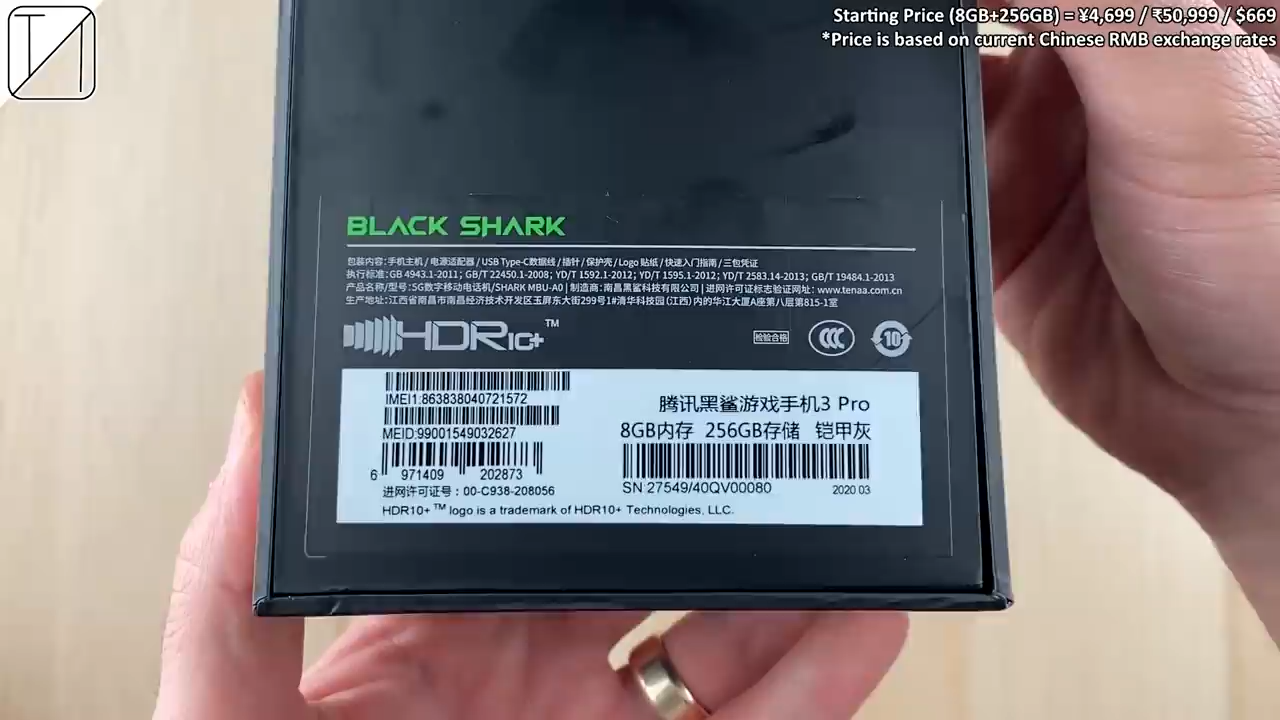 Starting Price (8GB+256GB) = ¥4,699 / ₹50,999 / $669
*Price is based on current Chinese RMB exchange rates
BLACK SHARK
包装内容:手机主机 / 电源适配器 / USB Type-C数据线 / 插针 / 保护壳 / Logo 贴纸 / 快速入门指南 / 三包凭证
执行标准: GB 4943.1-2011; GB/T 22450.1-2008; YD/T 1592.1-2012; YD/T 1595.1-2012; YD/T 2583.14-2013; GB/T 19484.1-2013
产品名称/型号:5G数字移动电话机/SHARK MBU-A0 | 制造商: 南昌黑鲨科技有限公司 | 进网许可证标志验证网址: www.tenaa.com.cn
生产地址:江西省南昌市南昌经济技术开发区玉屏东大街299号1#清华科技园(江西)内的华江大厦A座第八层第815-1室
HDR10+™
检验合格
CCC
10
IMEI1:863838040721572
MEID:99001549032627
6 971409 202873
进网许可证号：00-C938-208056
HDR10+™ logo is a trademark of HDR10+ Technologies, LLC.
腾讯黑鲨游戏手机3 Pro
8GB内存 256GB存储 铠甲灰
SN:27549/40QV00080
2020 03